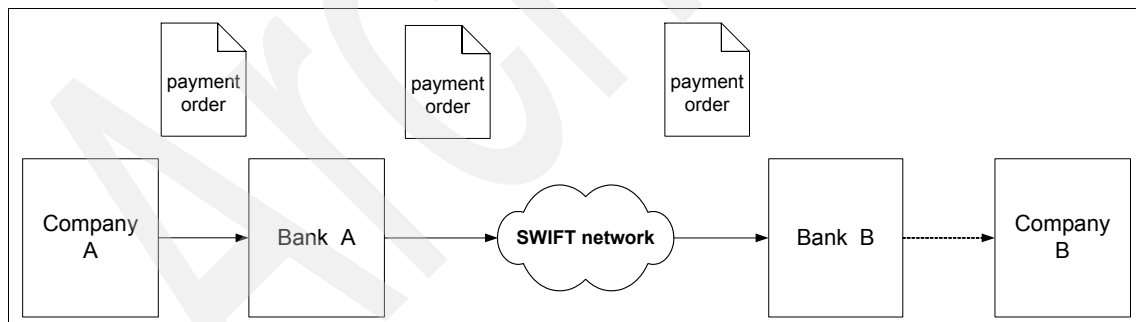 payment
order
payment
order
payment
order
Company
A
Bank A
SWIFT network
Bank B
Company
B